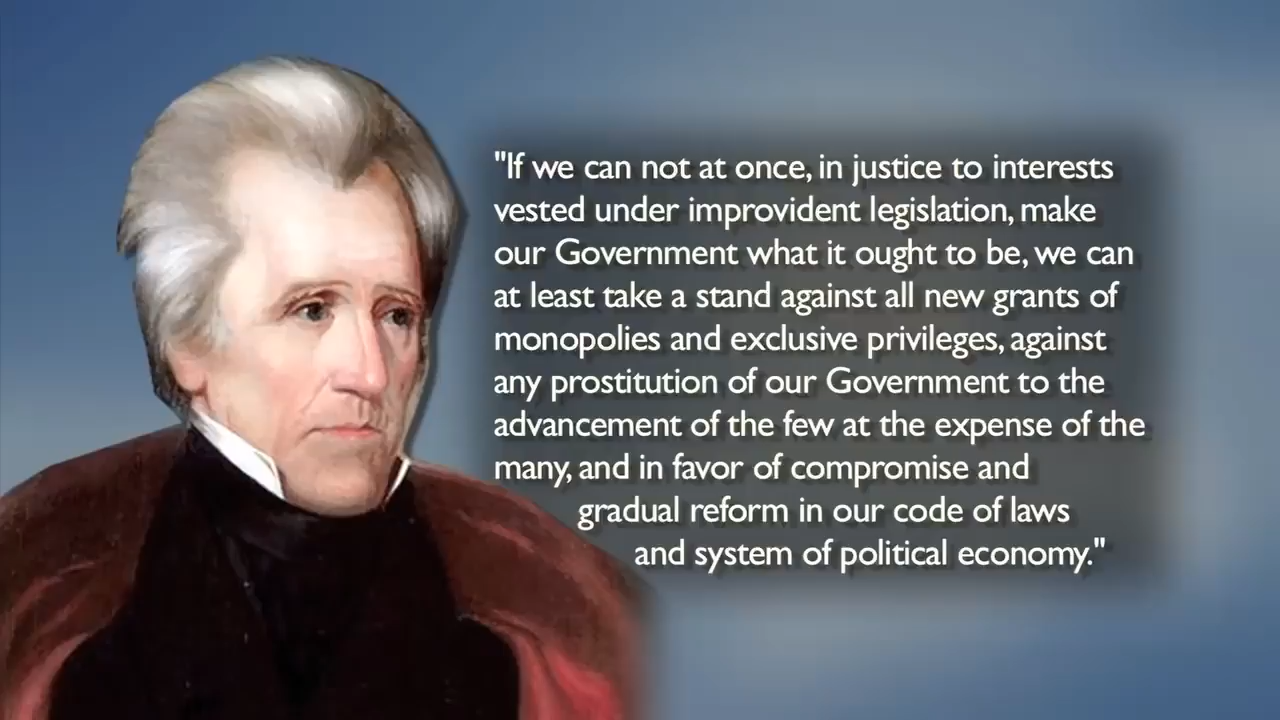 "If we can not at once, in justice to interests
vested under improvident legislation, make
our Government what it ought to be, we can
at least take a stand against all new grants of
monopolies and exclusive privileges, against
any prostitution of our Government to the
advancement of the few at the expense of the
many, and in favor of compromise and
gradual reform in our code of laws
and system of political economy."